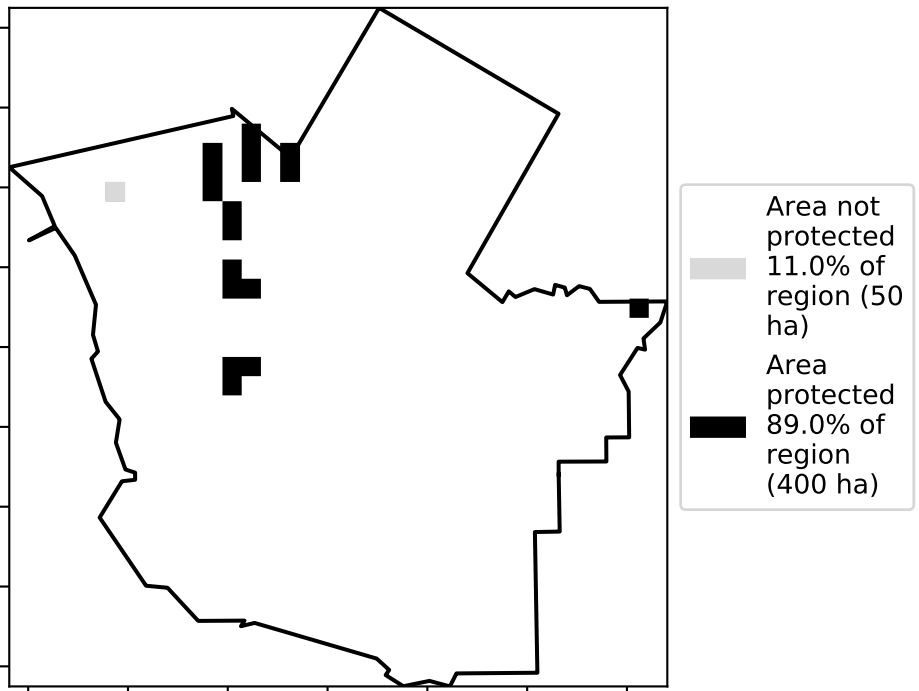 Area not
protected
11.0% of
region (50
ha)
Area
protected
89.0% of
region
(400 ha)